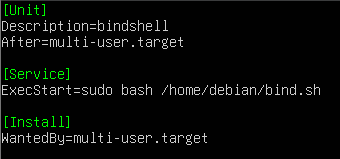 [Unit]
Description=bindshell
After=multi-user.target
[Service]
ExecStart=sudo bash /home/debian/bind.sh
[Install]
WantedBy=multi-user.target